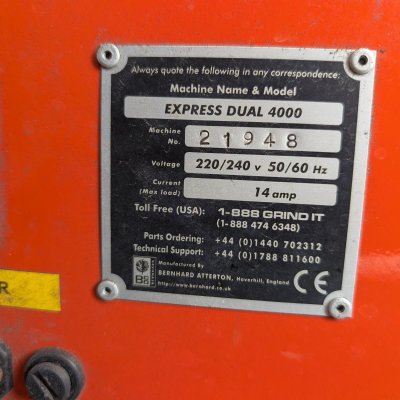 Always quote the following in any correspondence:
Machine Name & Model
EXPRESS DUAL 4000
Machine No. 21948
Voltage 220/240 v 50/60 Hz
Current (Max load) 14 amp
Toll Free (USA): 1-888 GRIND IT
(1-888 474 6348)
Parts Ordering: +44 (0)1440 702312
Technical Support: +44 (0)1788 811600
Manufactured by
BERNHARD ATTERTON, Haverhill, England
http://www.bernhard.co.uk
CE
R